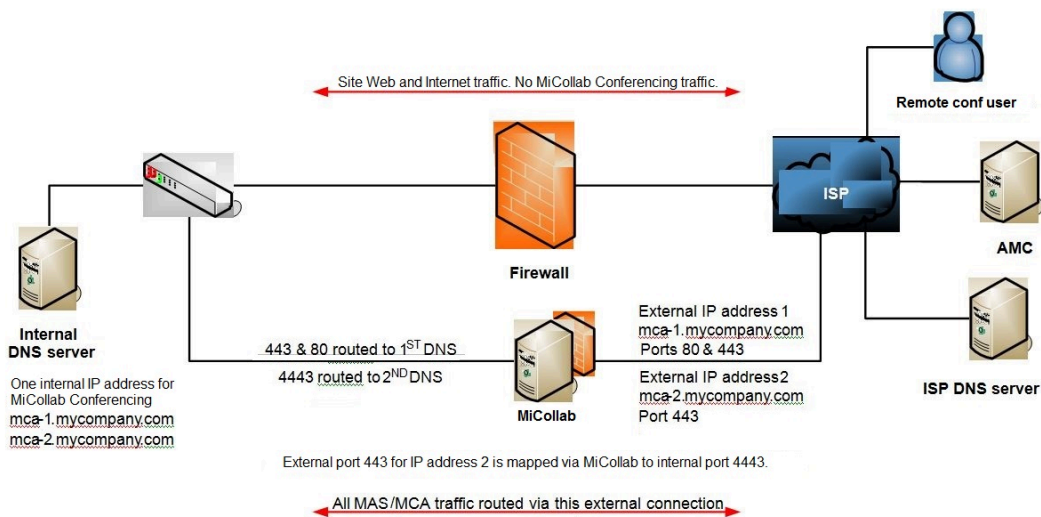 Site Web and Internet traffic. No MiCollab Conferencing traffic.
Remote conf user
ISP
AMC
Firewall
Internal
DNS server
443 & 80 routed to 1ST DNS
4443 routed to 2ND DNS
MiCollab
External IP address 1
mca-1.mycompany.com
Ports 80 & 443
External IP address2
mca-2.mycompany.com
Port 443
ISP DNS server
One internal IP address for
MiCollab Conferencing
mca-1.mycompany.com
mca-2.mycompany.com
External port 443 for IP address 2 is mapped via MiCollab to internal port 4443.
All MAS/MCA traffic routed via this external connection